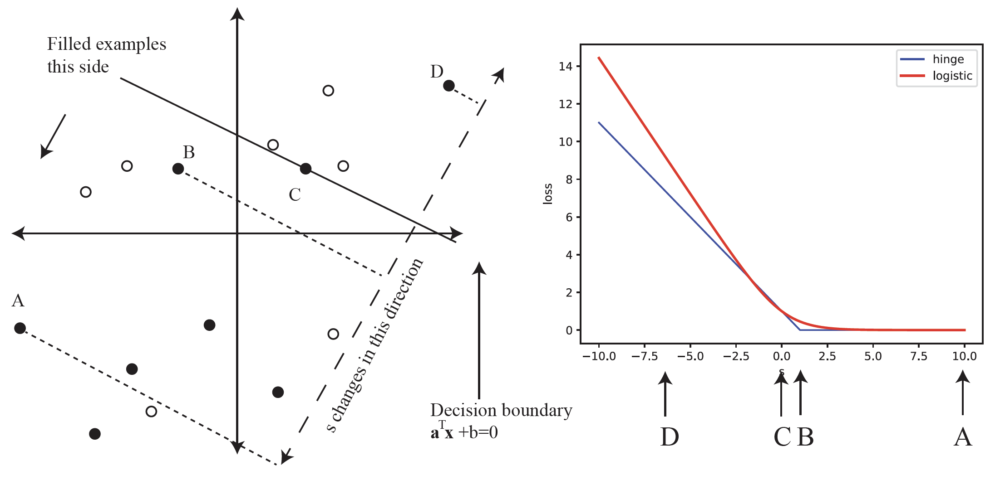 Filled examples
this side
D
B
C
A
s changes in this direction
Decision boundary
aᵀx +b=0
hinge
logistic
14
12
10
8
6
4
2
0
loss
−10.0 −7.5 −5.0 −2.5 0.0 2.5 5.0 7.5 10.0
s
D C B A